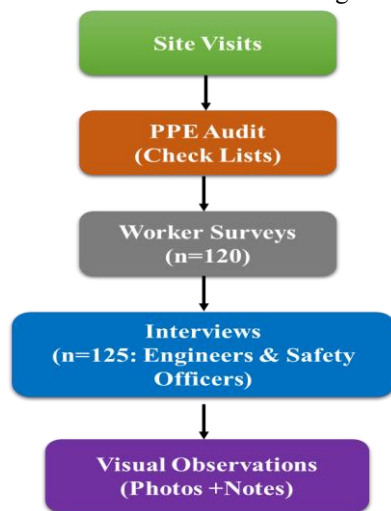 Site Visits
PPE Audit
(Check Lists)
Worker Surveys
(n=120)
Interviews
(n=125: Engineers & Safety
Officers)
Visual Observations
(Photos +Notes)